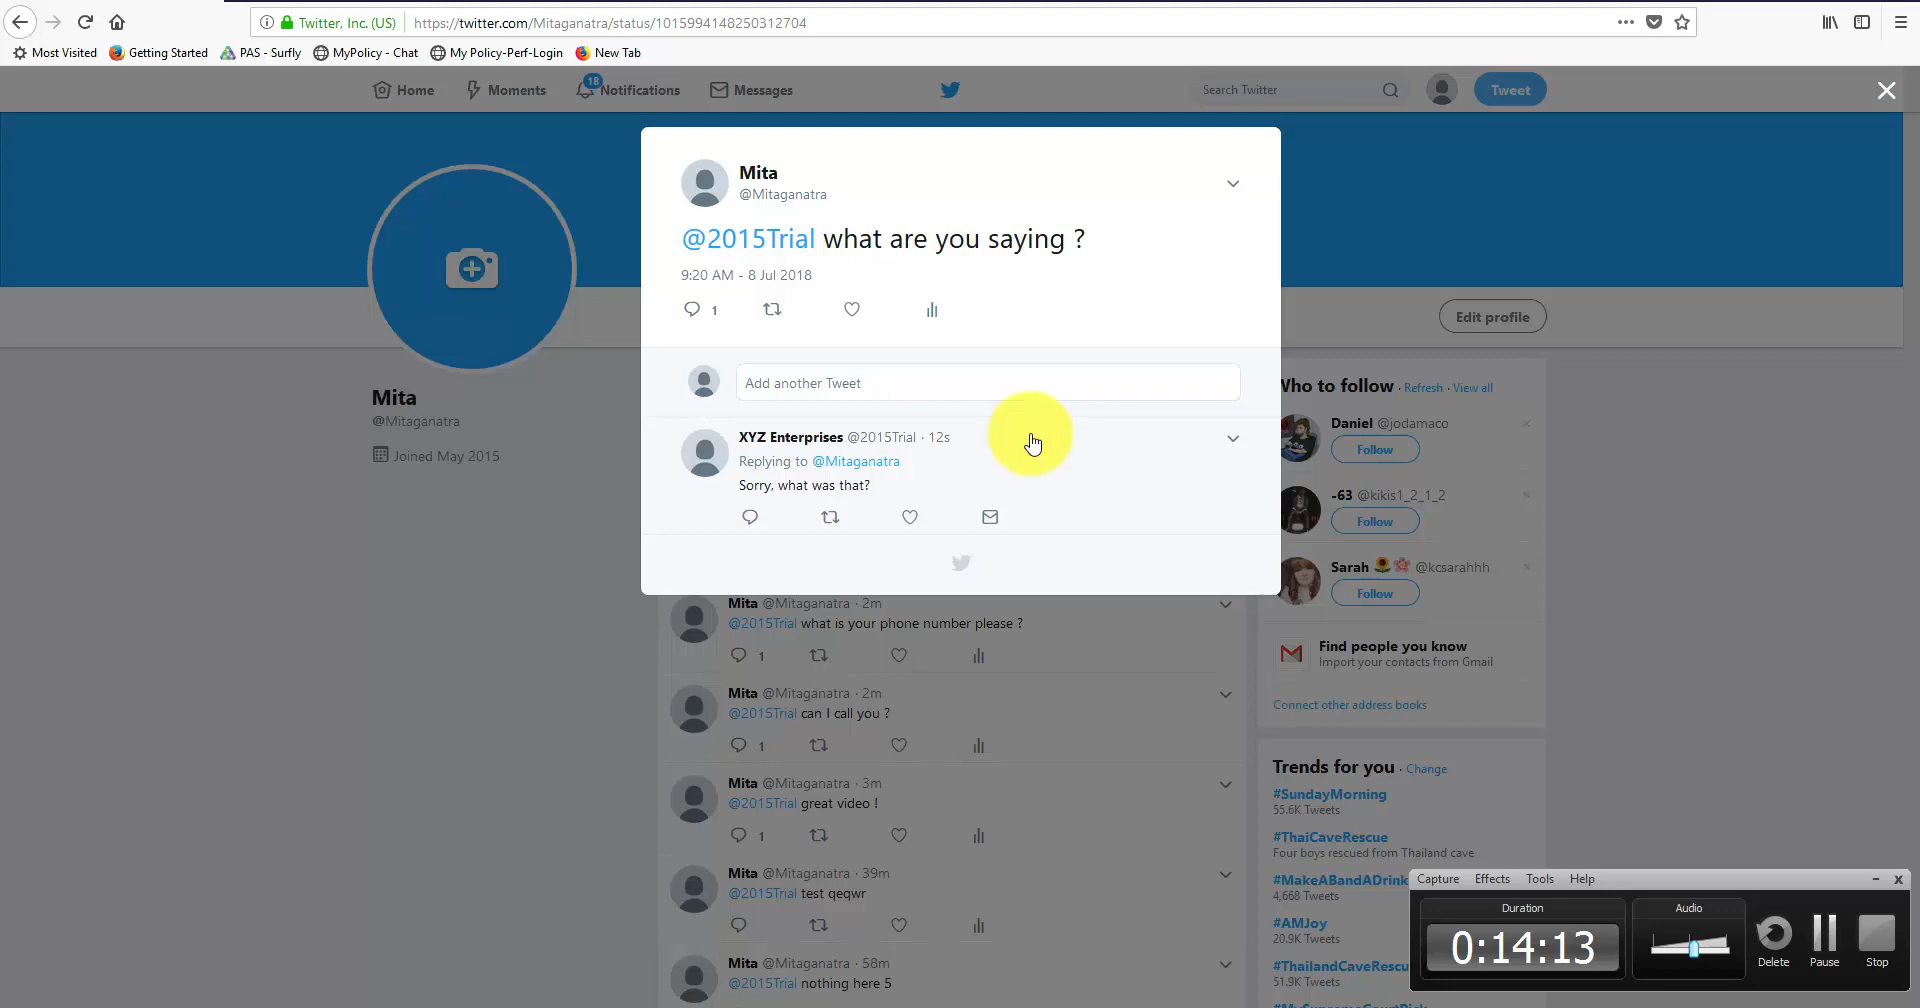 Twitter, Inc. (US)
https://twitter.com/Mitaganatra/status/1015994148250312704
Most Visited
Getting Started
PAS - Surfly
MyPolicy - Chat
My Policy-Perf-Login
New Tab
Home
Moments
18
Notifications
Messages
Search Twitter
Tweet
Mita
@Mitaganatra
@2015Trial what are you saying ?
9:20 AM - 8 Jul 2018
1
Add another Tweet
XYZ Enterprises @2015Trial · 12s
Replying to @Mitaganatra
Sorry, what was that?
Edit profile
Mita
@Mitaganatra
Joined May 2015
Mita @Mitaganatra · 2m
@2015Trial what is your phone number please ?
1
Mita @Mitaganatra · 2m
@2015Trial can I call you ?
1
Mita @Mitaganatra · 3m
@2015Trial great video !
1
Mita @Mitaganatra · 39m
@2015Trial test qeqwr
Mita @Mitaganatra · 58m
@2015Trial nothing here 5
Who to follow · Refresh · View all
Daniel @jodamaco
Follow
-63 @kikis1_2_1_2
Follow
Sarah 🌻🌸 @kcsarahhh
Follow
Find people you know
Import your contacts from Gmail
Connect other address books
Trends for you · Change
#SundayMorning
55.6K Tweets
#ThaiCaveRescue
Four boys rescued from Thailand cave
#MakeABandADrink
4,668 Tweets
#AMJoy
20.9K Tweets
#ThailandCaveRescu
51.9K Tweets
Capture Effects Tools Help
Duration
0:14:13
Audio
Delete
Pause
Stop